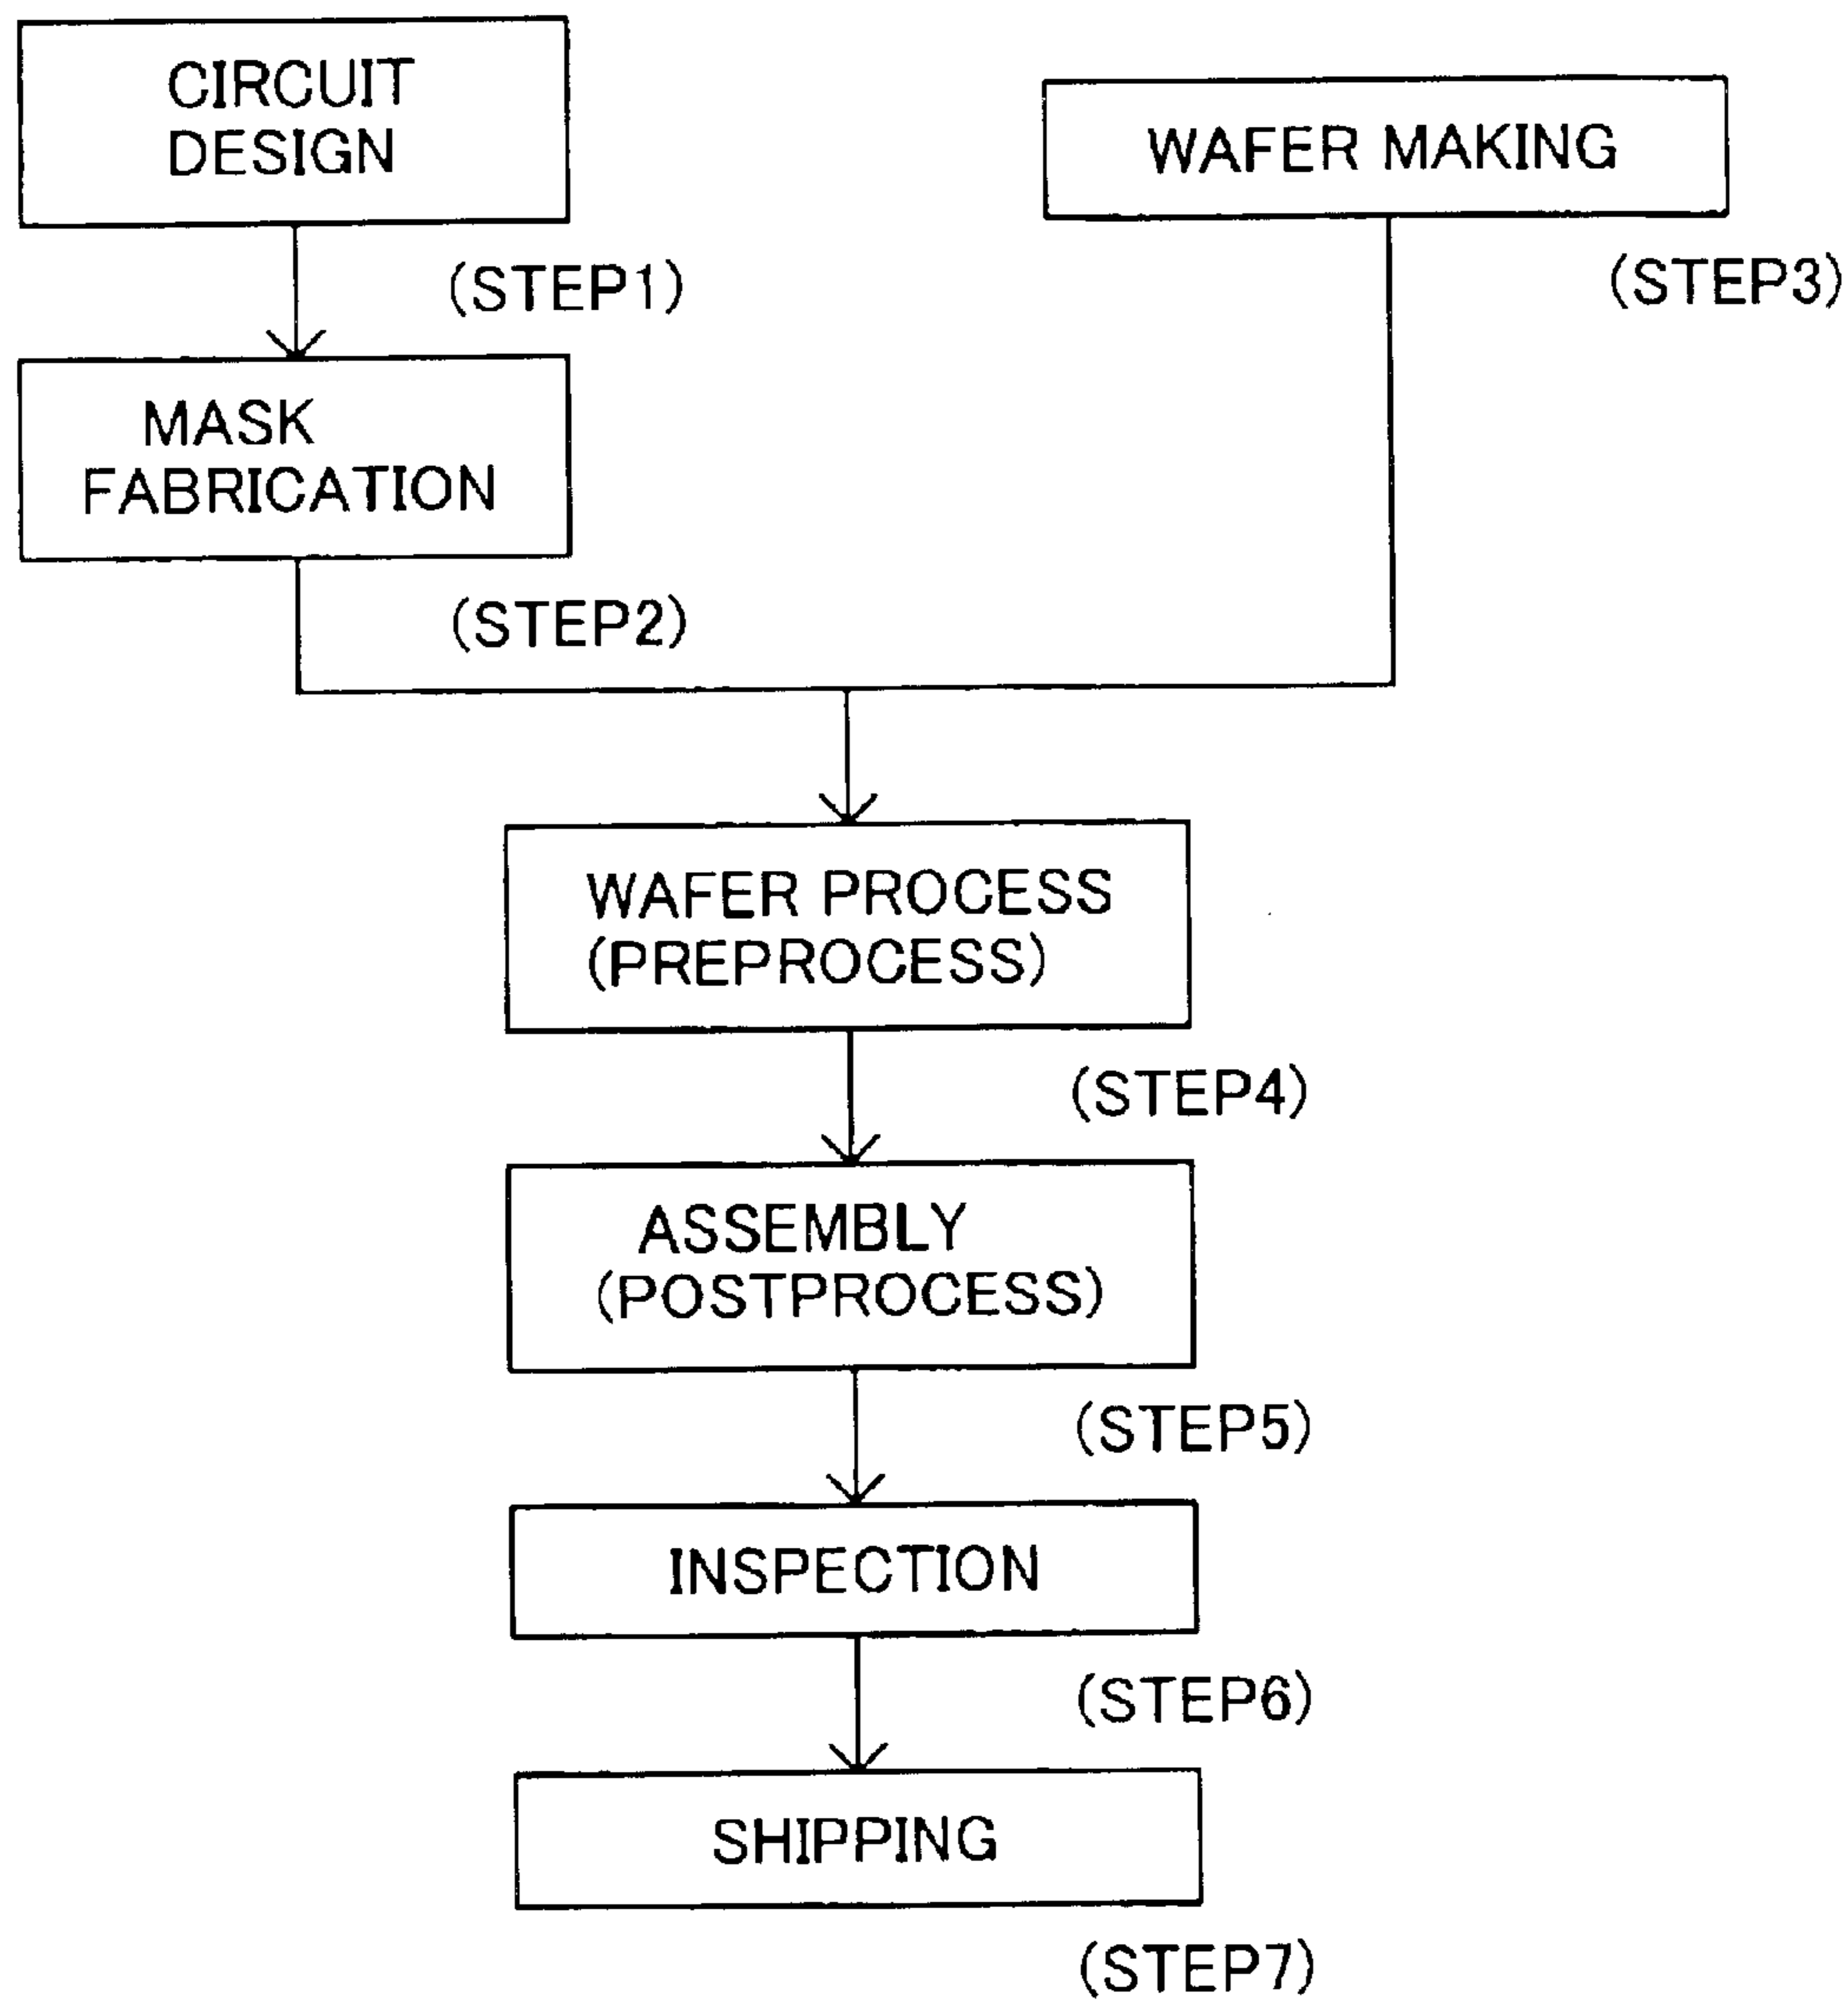 CIRCUIT
DESIGN
(STEP1)
MASK
FABRICATION
(STEP2)
WAFER MAKING
(STEP3)
WAFER PROCESS
(PREPROCESS)
(STEP4)
ASSEMBLY
(POSTPROCESS)
(STEP5)
INSPECTION
(STEP6)
SHIPPING
(STEP7)